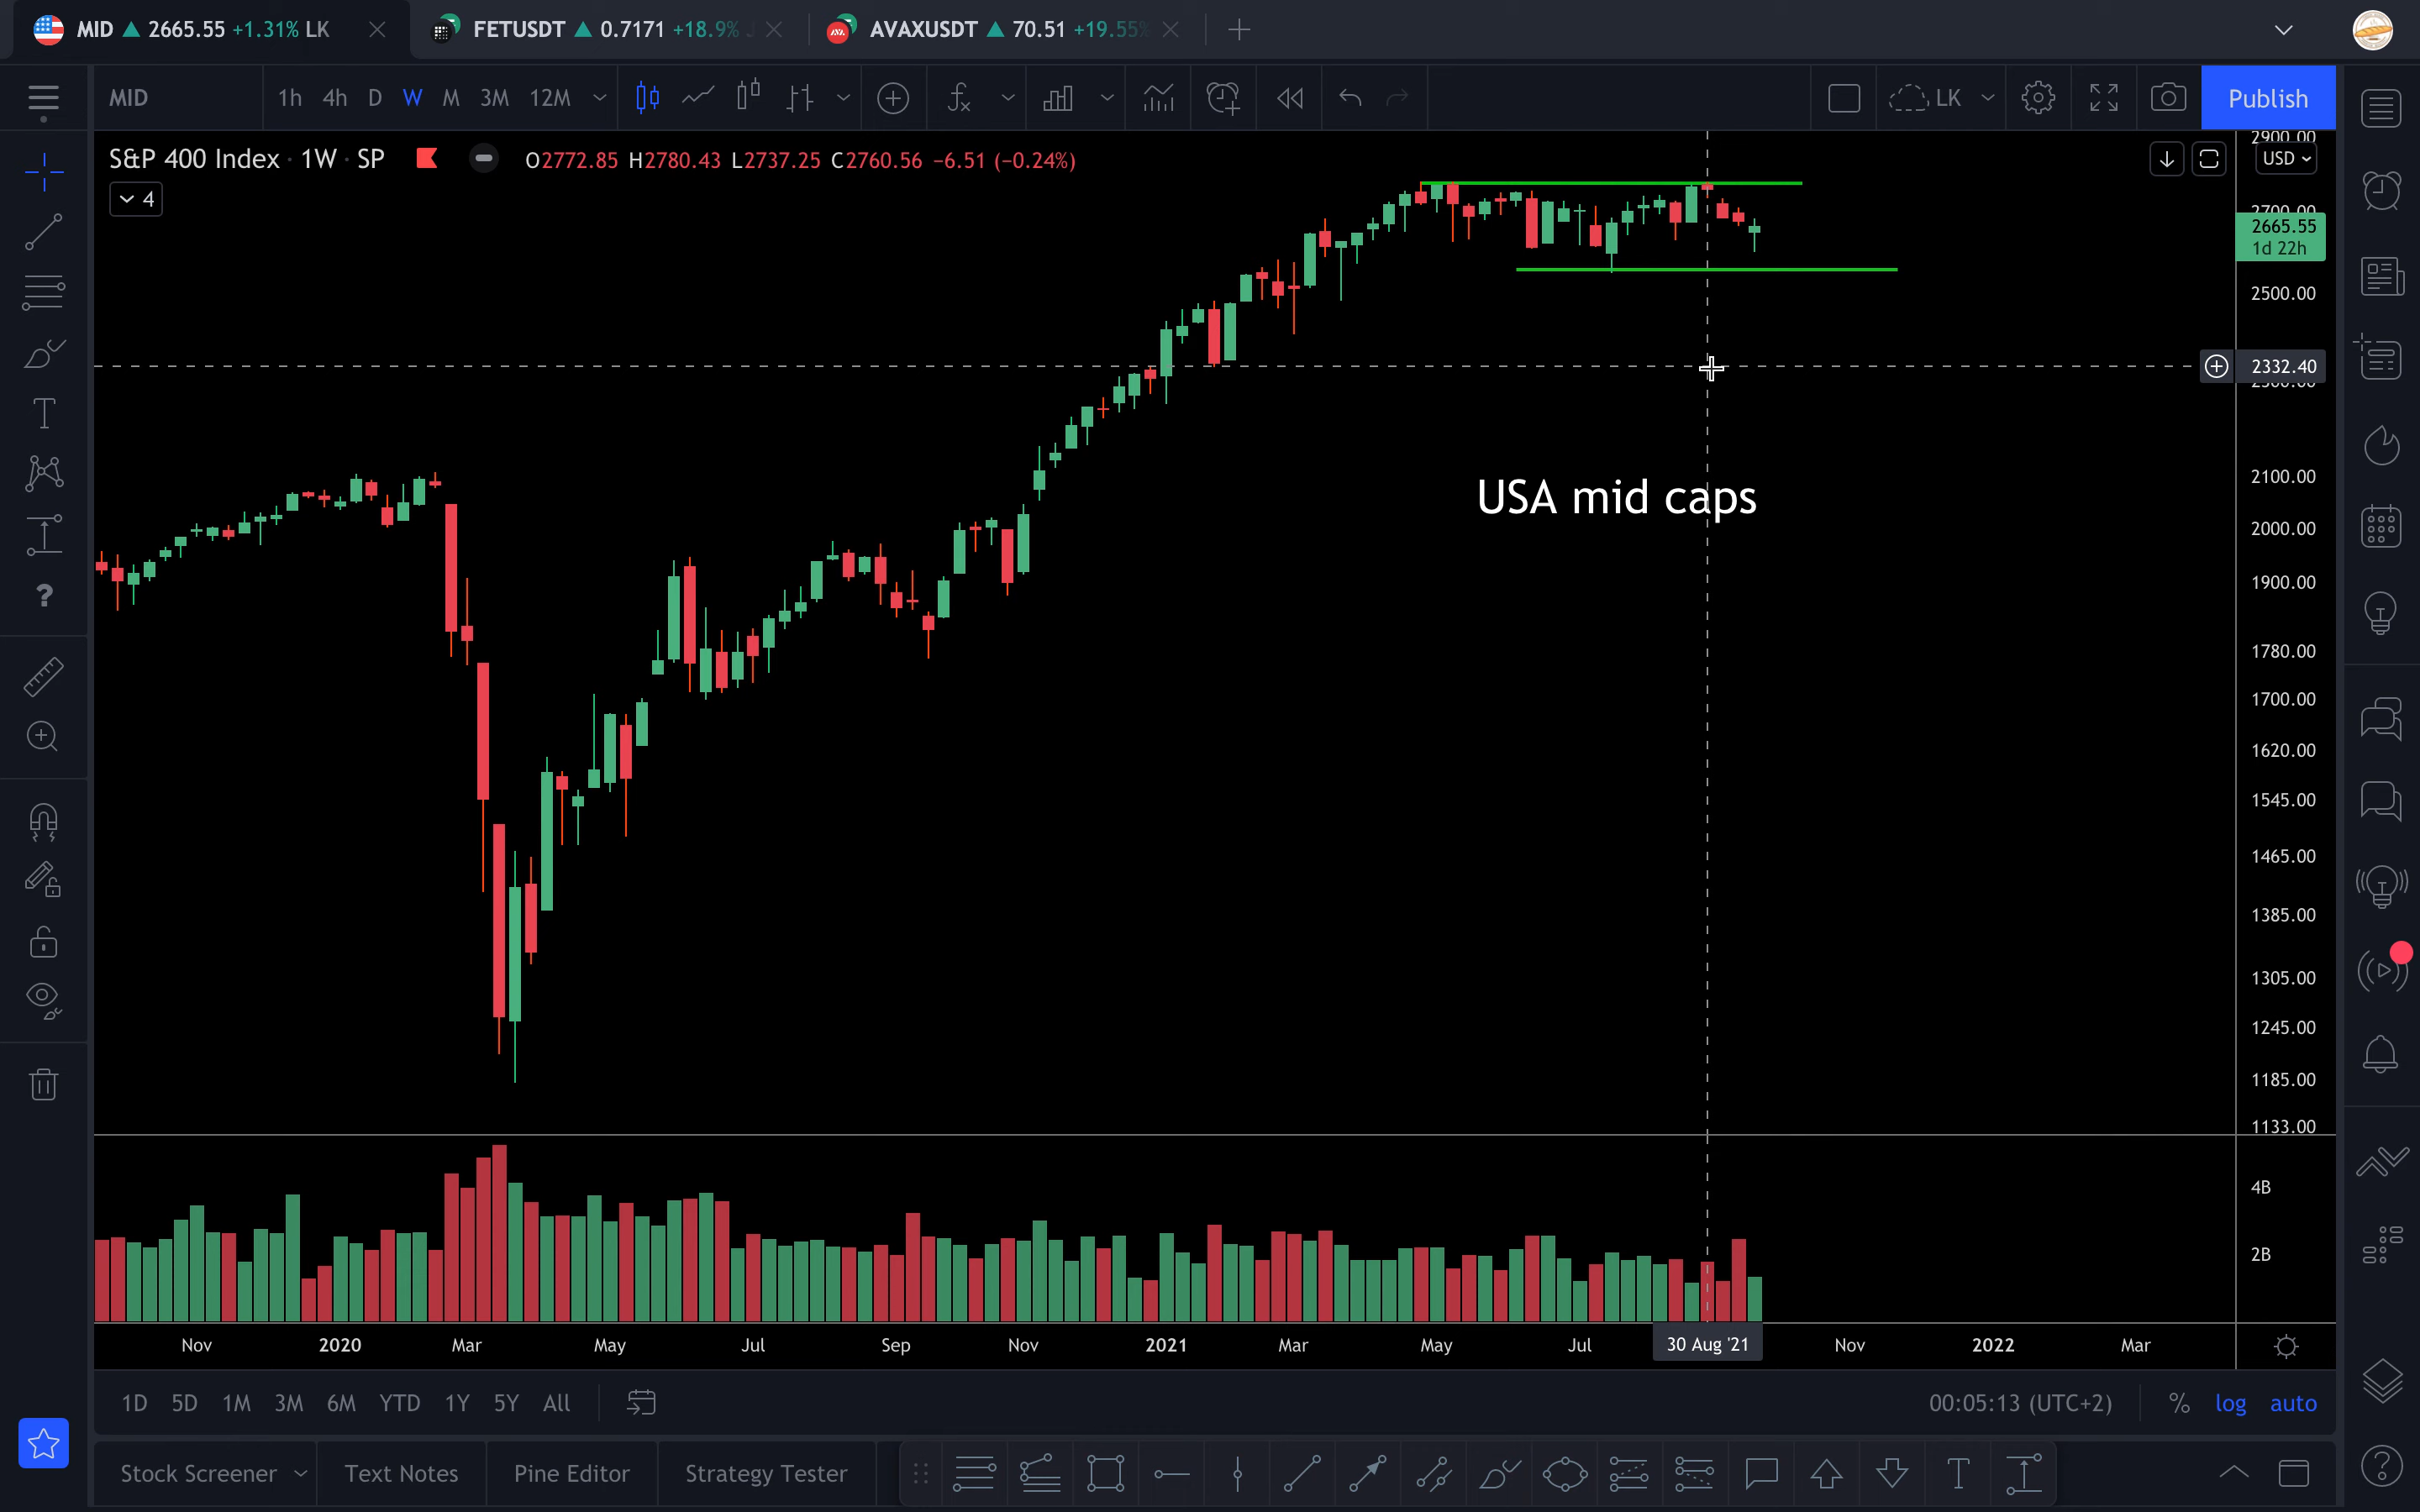 MID ▲ 2665.55 +1.31% LK
FETUSDT ▲ 0.7171 +18.9%
AVAXUSDT ▲ 70.51 +19.55%
MID
1h 4h D W M 3M 12M
LK
Publish
S&P 400 Index · 1W · SP
O2772.85 H2780.43 L2737.25 C2760.56 −6.51 (−0.24%)
USD
4
2900.00
2700.00
2665.55
1d 22h
2500.00
2332.40
2300.00
USA mid caps
2100.00
2000.00
1900.00
1780.00
1700.00
1620.00
1545.00
1465.00
1385.00
1305.00
1245.00
1185.00
1133.00
4B
2B
Nov 2020 Mar May Jul Sep Nov 2021 Mar May Jul 30 Aug '21 Nov 2022 Mar
1D 5D 1M 3M 6M YTD 1Y 5Y All
00:05:13 (UTC+2) % log auto
Stock Screener Text Notes Pine Editor Strategy Tester